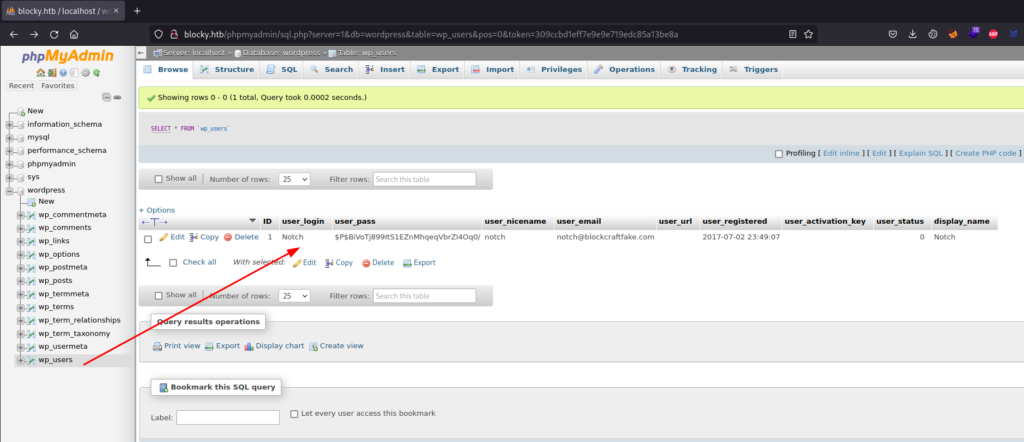 blocky.htb / localhost / w
blocky.htb/phpmyadmin/sql.php?server=1&db=wordpress&table=wp_users&pos=0&token=309ccbd1eff7e9e9e719edc85a13be8a
15
ABP
phpMyAdmin
Recent Favorites
New
information_schema
mysql
performance_schema
phpmyadmin
sys
wordpress
New
wp_commentmeta
wp_comments
wp_links
wp_options
wp_postmeta
wp_posts
wp_termmeta
wp_terms
wp_term_relationships
wp_term_taxonomy
wp_usermeta
wp_users
Server: localhost » Database: wordpress » Table: wp_users
Browse Structure SQL Search Insert Export Import Privileges Operations Tracking Triggers
Showing rows 0 - 0 (1 total, Query took 0.0002 seconds.)
SELECT * FROM `wp_users`
Profiling [ Edit inline ] [ Edit ] [ Explain SQL ] [ Create PHP code ]
Show all | Number of rows: 25 Filter rows: Search this table
+ Options
←T→ ID user_login user_pass user_nicename user_email user_url user_registered user_activation_key user_status display_name
Edit Copy Delete 1 Notch $P$BiVoTj899ItS1EZnMhqeqVbrZI4Oq0/ notch notch@blockcraftfake.com 2017-07-02 23:49:07 0 Notch
Check all With selected: Edit Copy Delete Export
Show all | Number of rows: 25 Filter rows: Search this table
Query results operations
Print view Export Display chart Create view
Bookmark this SQL query
Label: Let every user access this bookmark